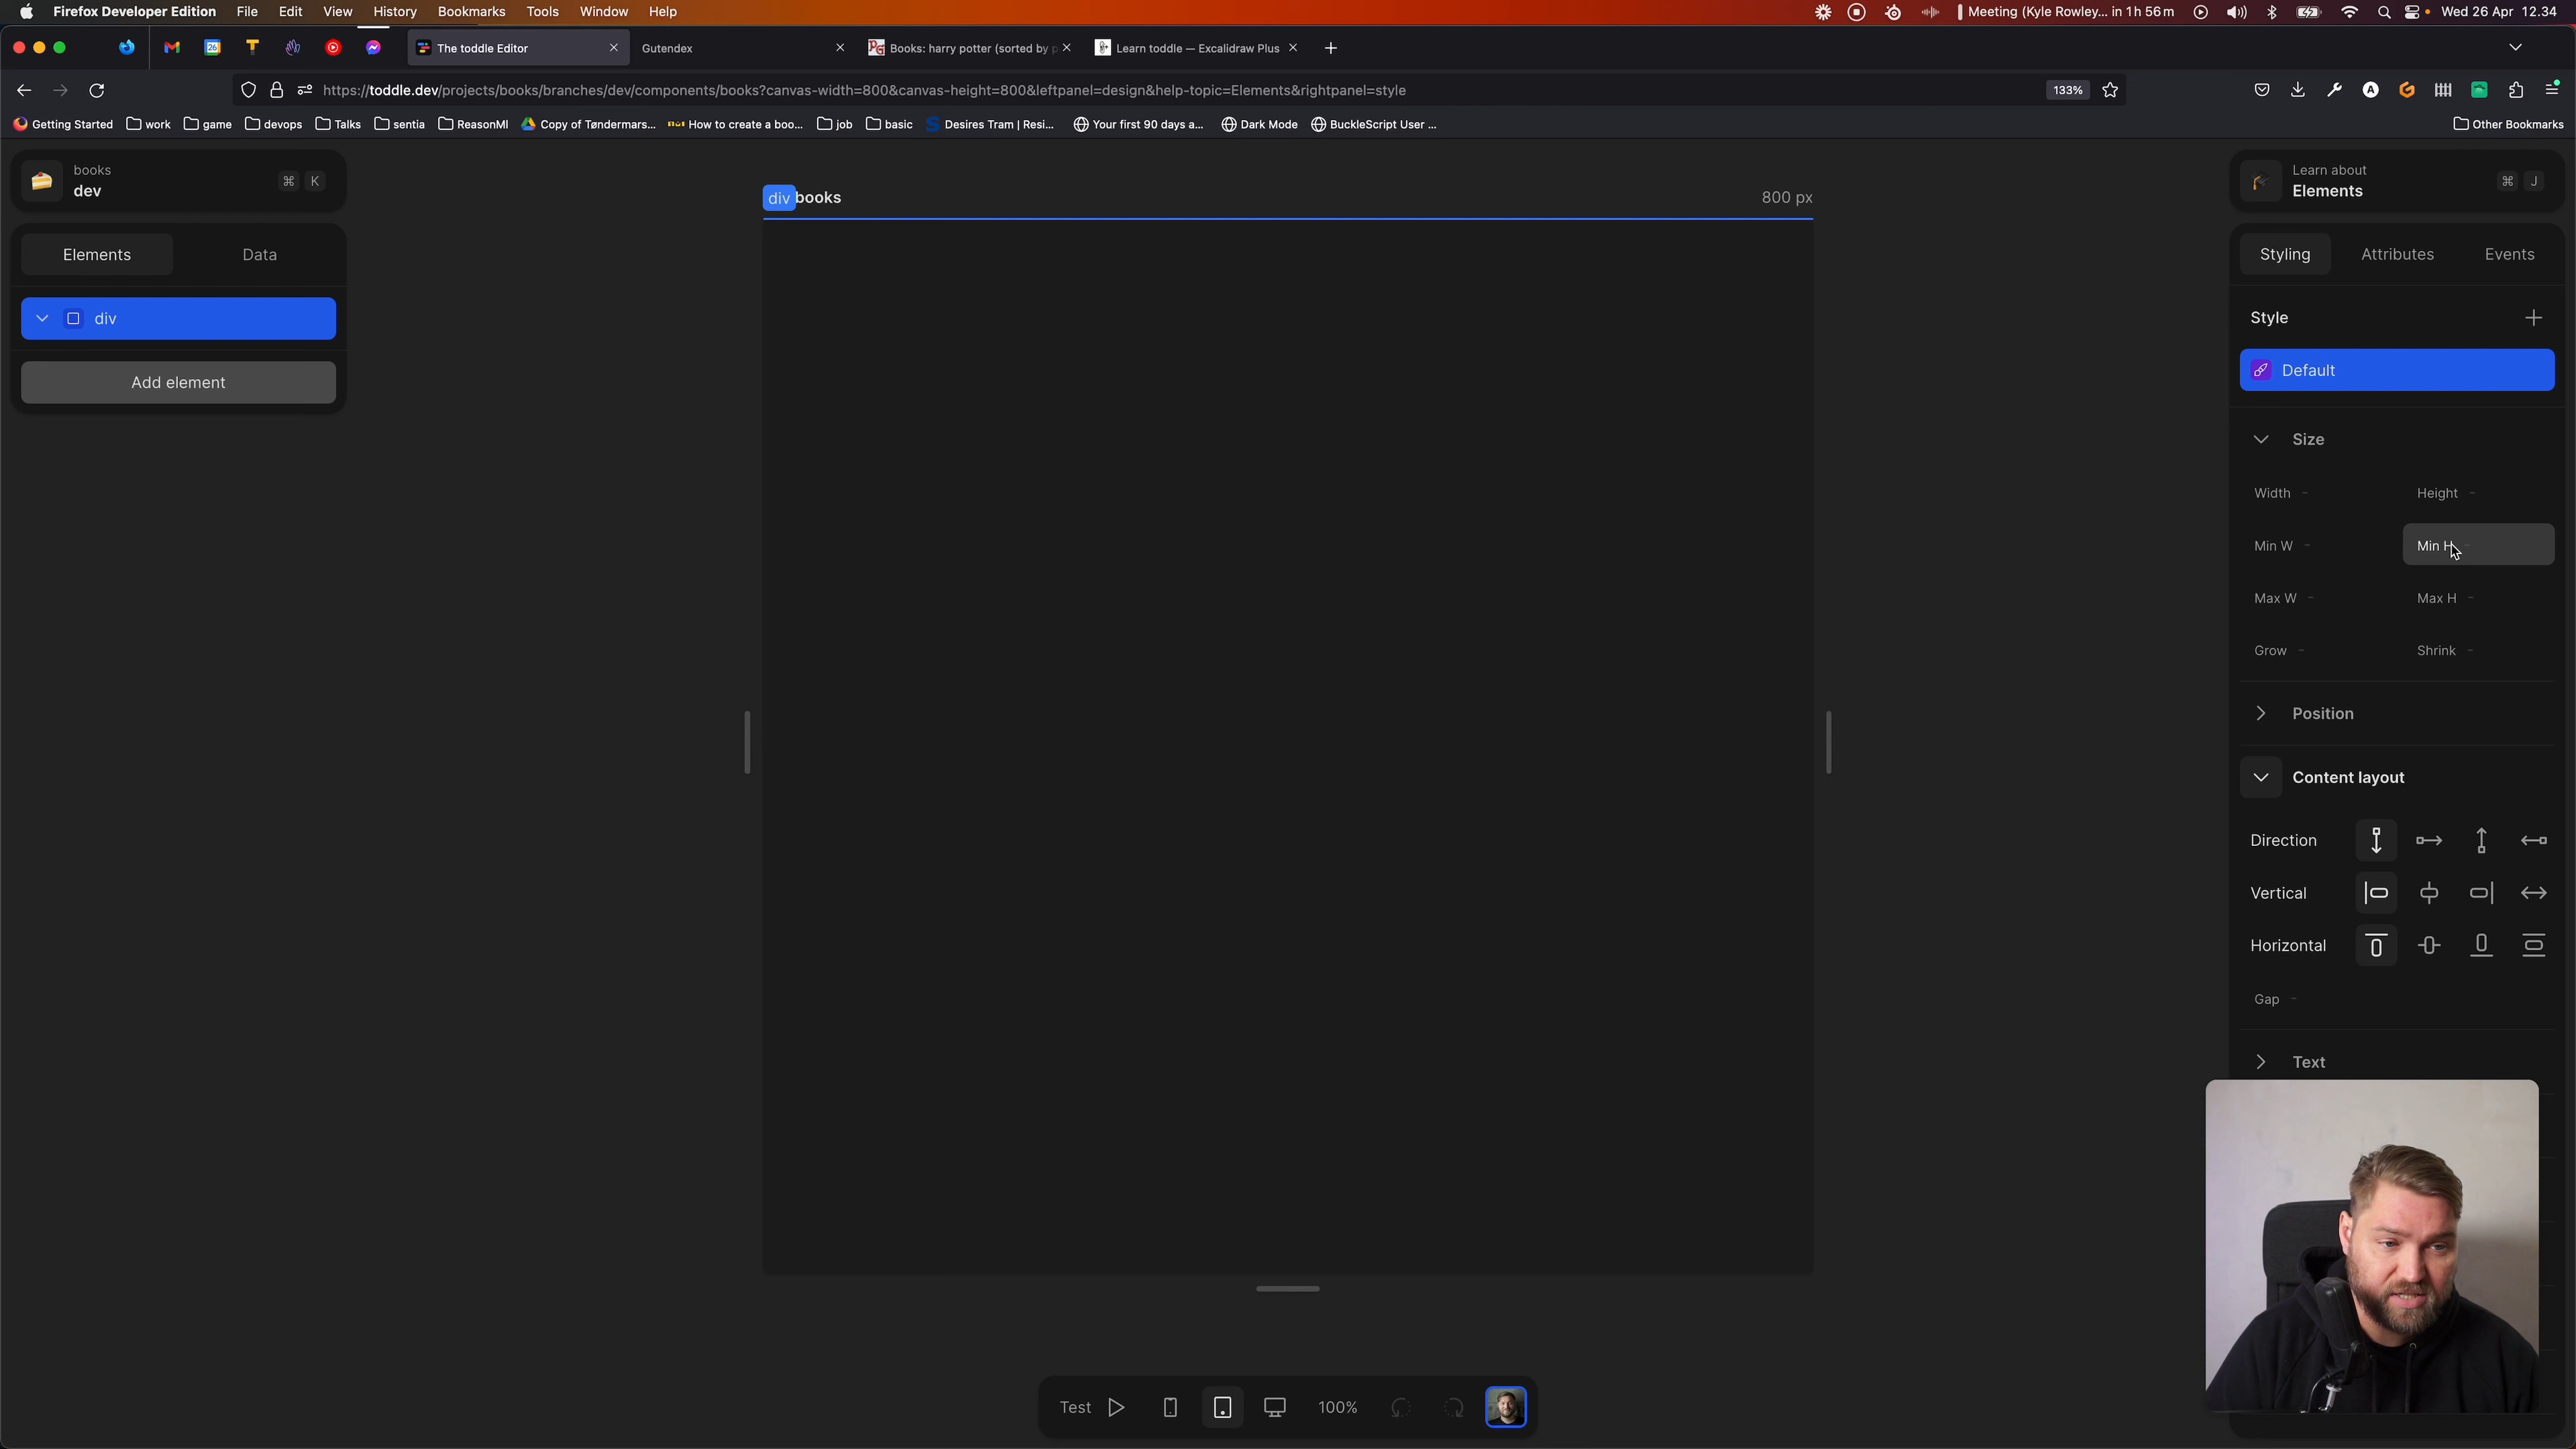 Firefox Developer Edition File Edit View History Bookmarks Tools Window Help Meeting (Kyle Rowley... in 1 h 56 m Wed 26 Apr 12.34
26 The toddle Editor Gutendex Books: harry potter (sorted by p Learn toddle — Excalidraw Plus
https://toddle.dev/projects/books/branches/dev/components/books?canvas-width=800&canvas-height=800&leftpanel=design&help-topic=Elements&rightpanel=style 133%
Getting Started work game devops Talks sentia ReasonMl Copy of Tøndermars... How to create a boo... job basic Desires Tram | Resi... Your first 90 days a... Dark Mode BuckleScript User ... Other Bookmarks
books
dev
⌘ K
Elements Data
div
Add element
div books 800 px
Learn about
Elements
⌘ J
Styling Attributes Events
Style
Default
Size
Width - Height -
Min W - Min H -
Max W - Max H -
Grow - Shrink -
Position
Content layout
Direction
Vertical
Horizontal
Gap -
Text
Test 100%